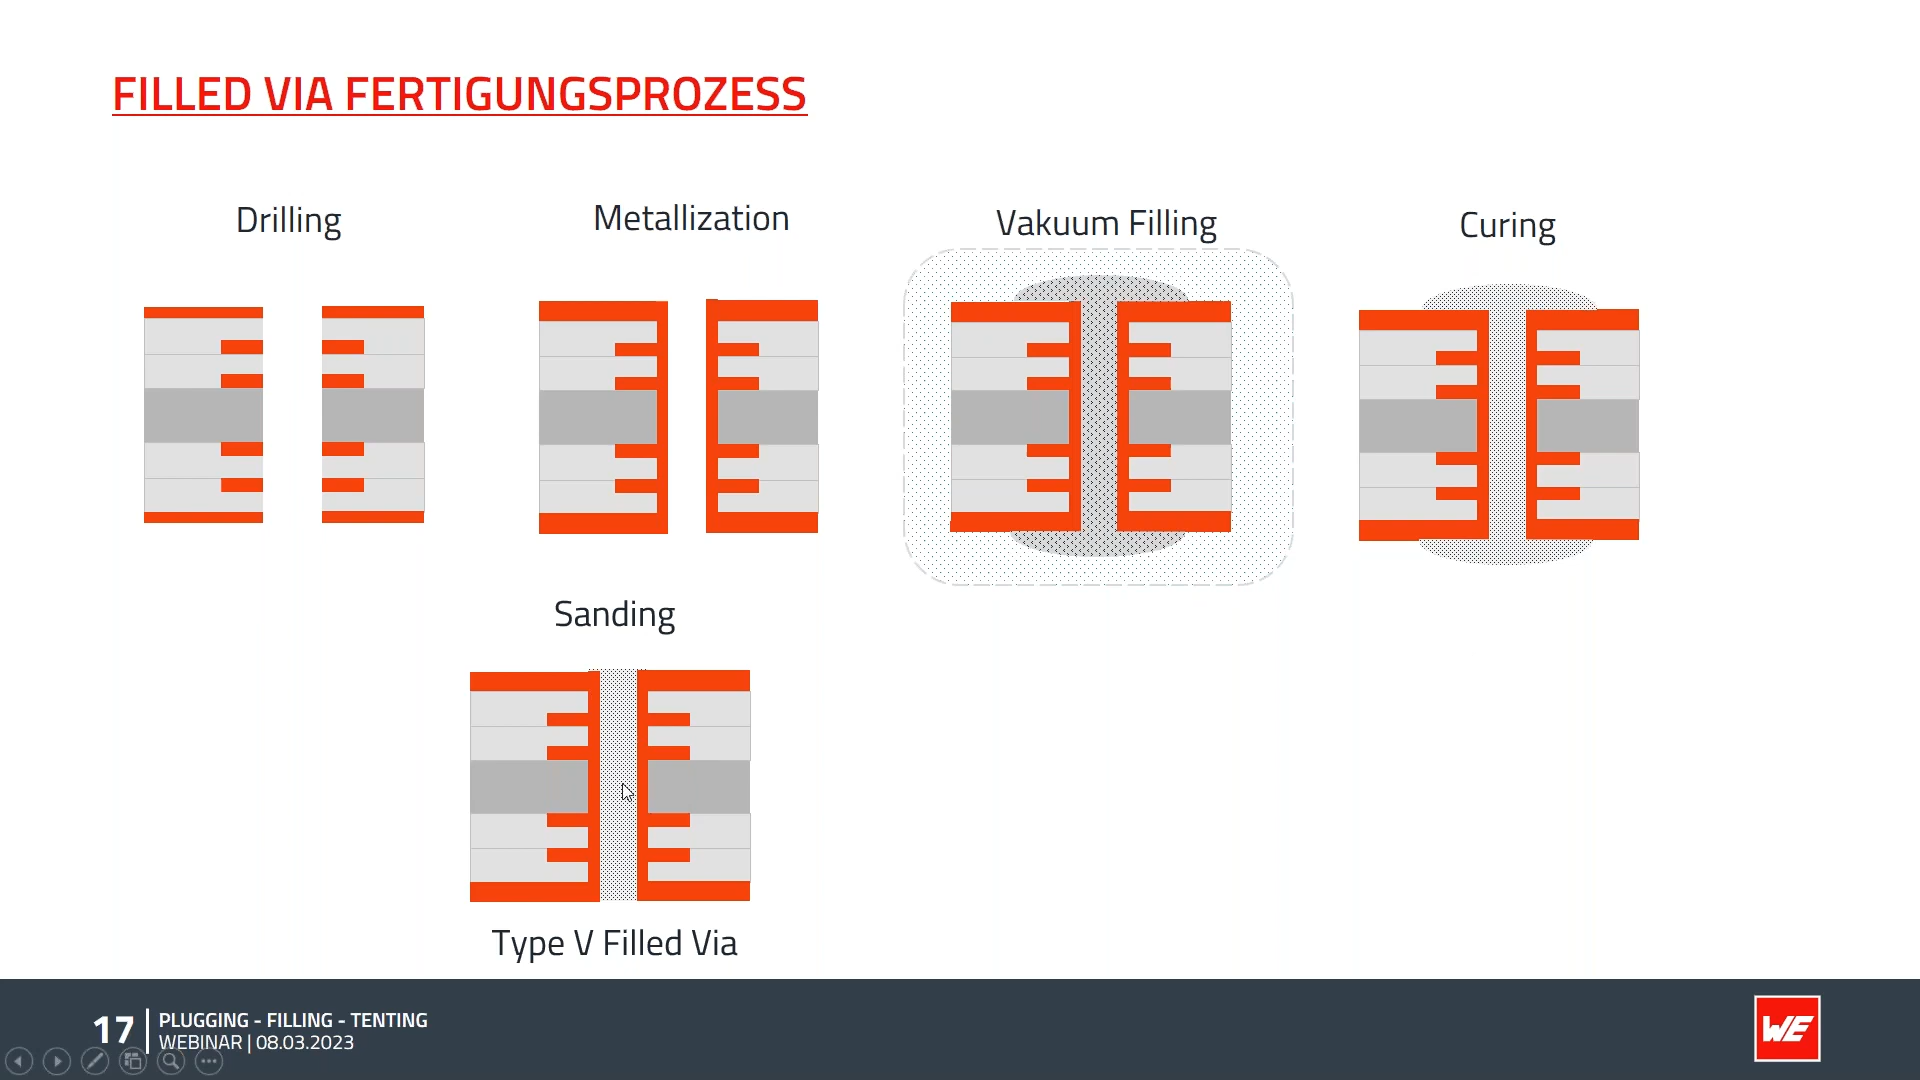 FILLED VIA FERTIGUNGSPROZESS
Drilling
Metallization
Vakuum Filling
Curing
Sanding
Type V Filled Via
17
PLUGGING - FILLING - TENTING
WEBINAR | 08.03.2023
WE